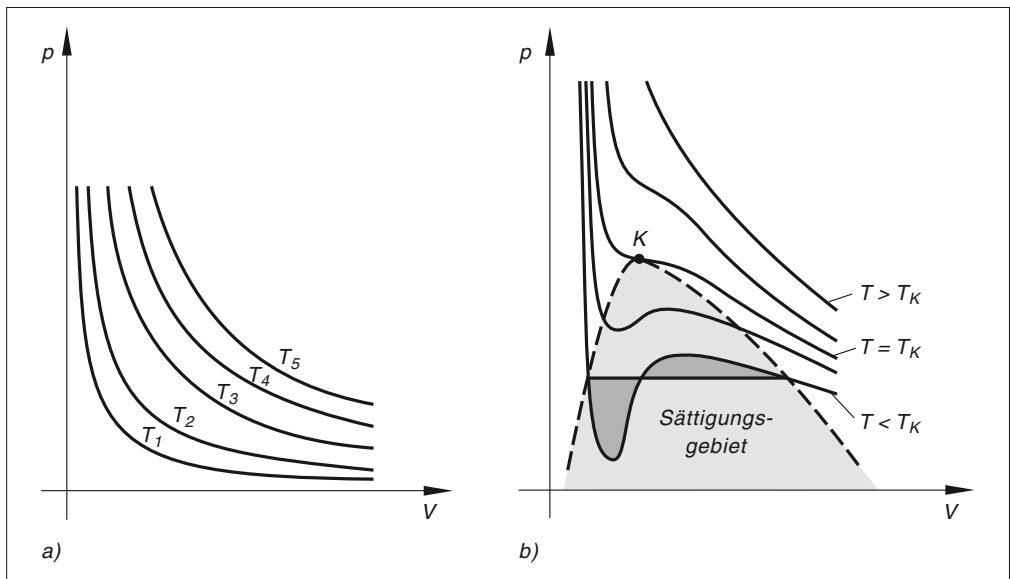 p
T₅
T₄
T₃
T₂
T₁
V
a)
p
K
T > Tₖ
T = Tₖ
T < Tₖ
Sättigungs-
gebiet
V
b)